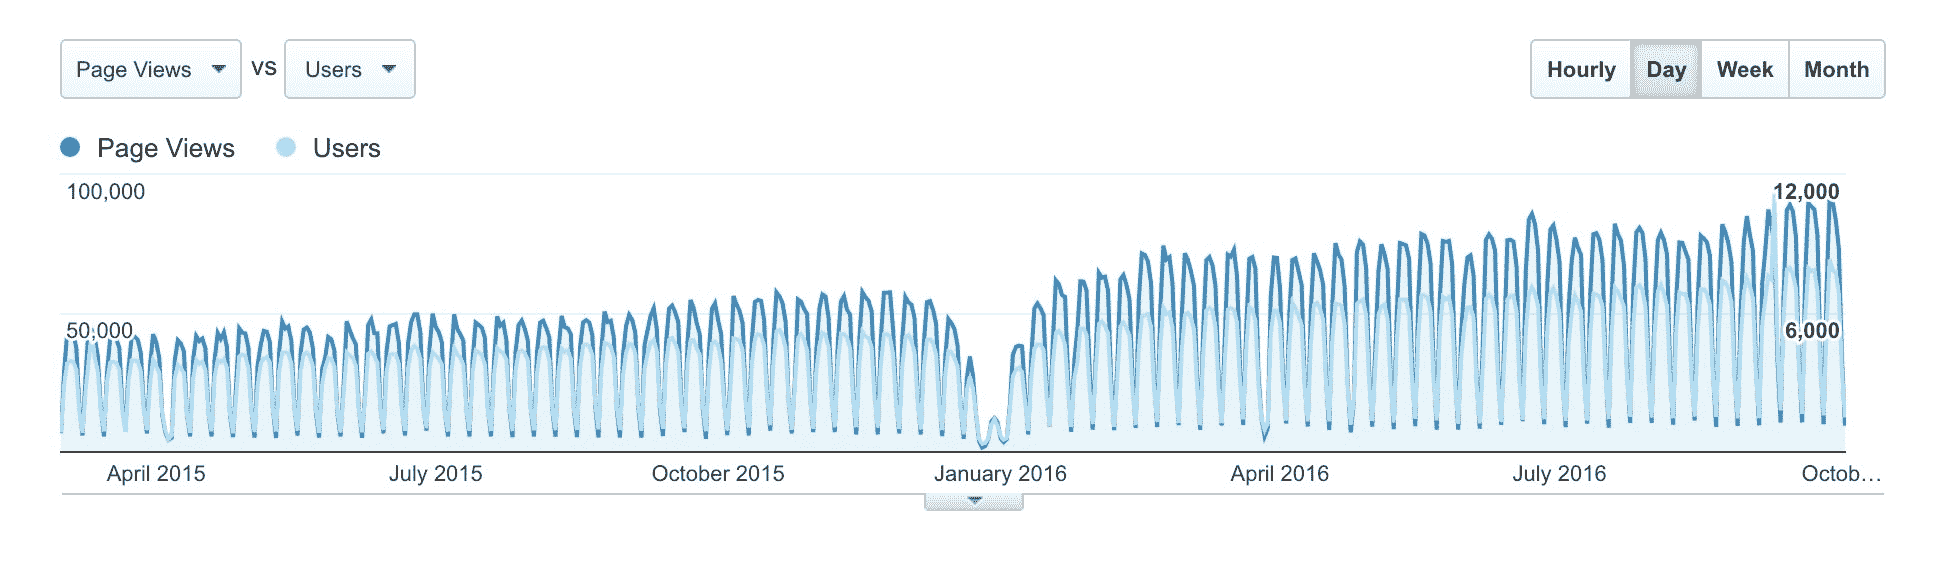 Page Views vs Users Hourly Day Week Month
Page Views Users
100,000 12,000
50,000 6,000
April 2015 July 2015 October 2015 January 2016 April 2016 July 2016 Octob...